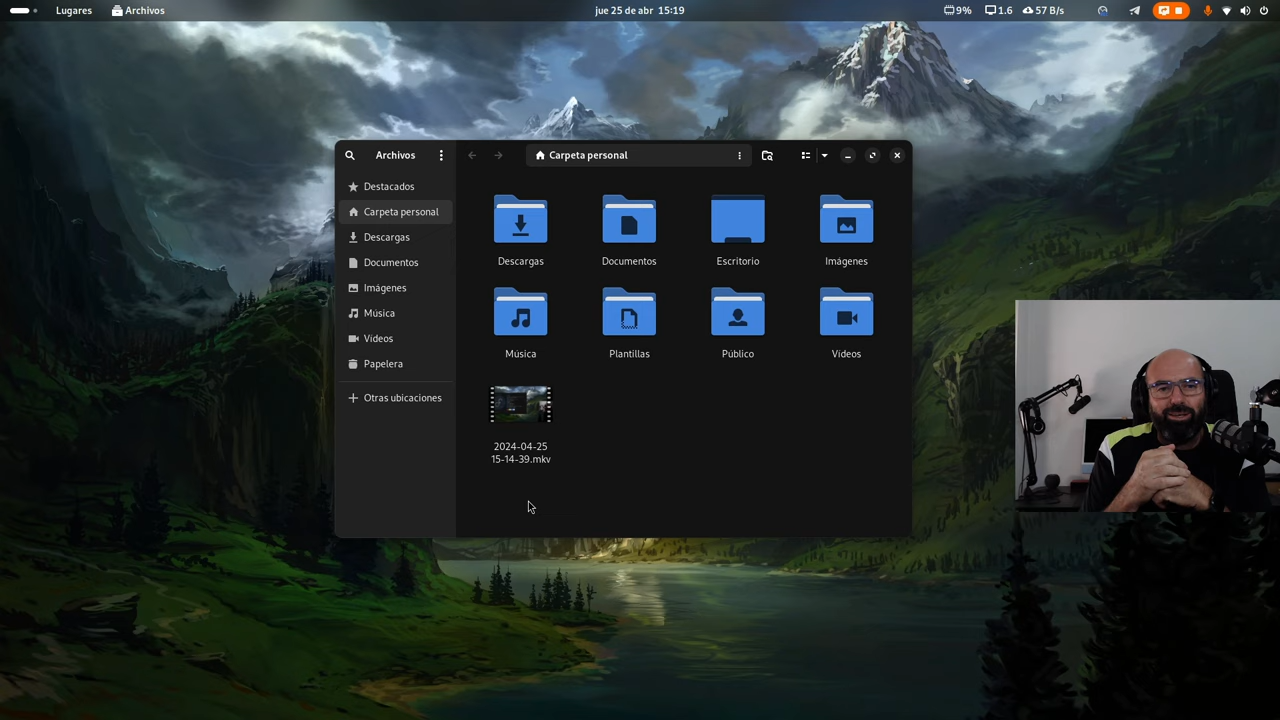 Lugares Archivos jue 25 de abr 15:19 9% 1.6 57 B/s
Archivos Carpeta personal
Destacados
Carpeta personal
Descargas
Documentos
Imágenes
Música
Vídeos
Papelera
Otras ubicaciones
Descargas Documentos Escritorio Imágenes
Música Plantillas Público Vídeos
2024-04-25
15-14-39.mkv